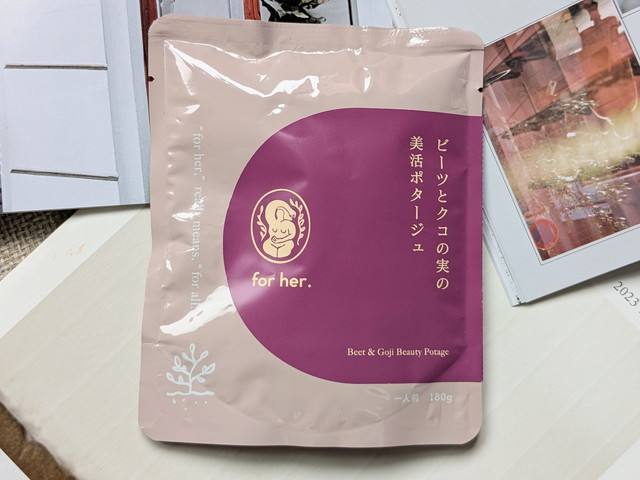 ビーツとクコの実の
美活ポタージュ
for her.
Beet & Goji Beauty Potage
一人前 180g
"for her." really means, "for all
2023